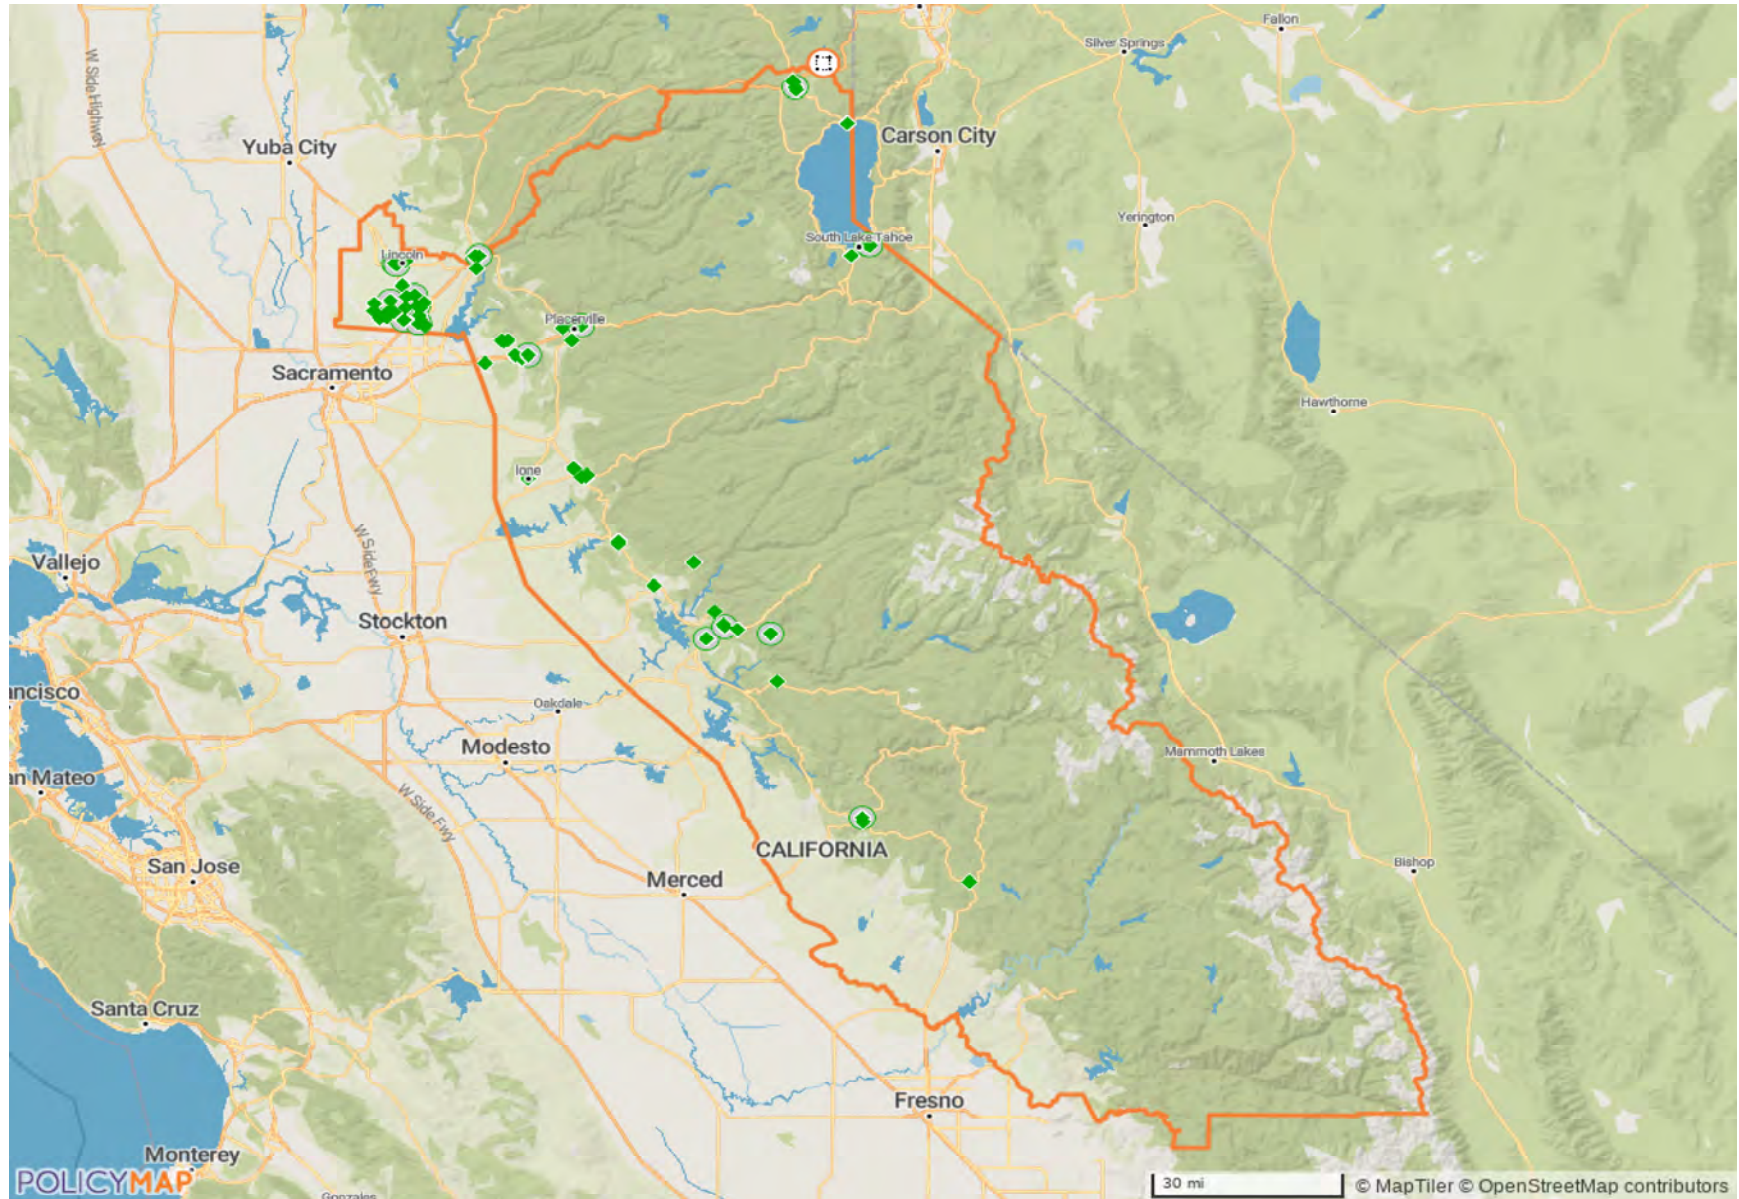 Fallon
Silver Springs
W Side Highway
Carson City
Yuba City
Yerington
South Lake Tahoe
Lincoln
Placerville
Sacramento
Hawthorne
Ione
W Side Fwy
Vallejo
Stockton
ancisco
Oakdale
Modesto
Mammoth Lakes
an Mateo
W Side Fwy
CALIFORNIA
San Jose
Bishop
Merced
Santa Cruz
Fresno
Monterey
POLICYMAP
30 mi
© MapTiler © OpenStreetMap contributors
Gonzales